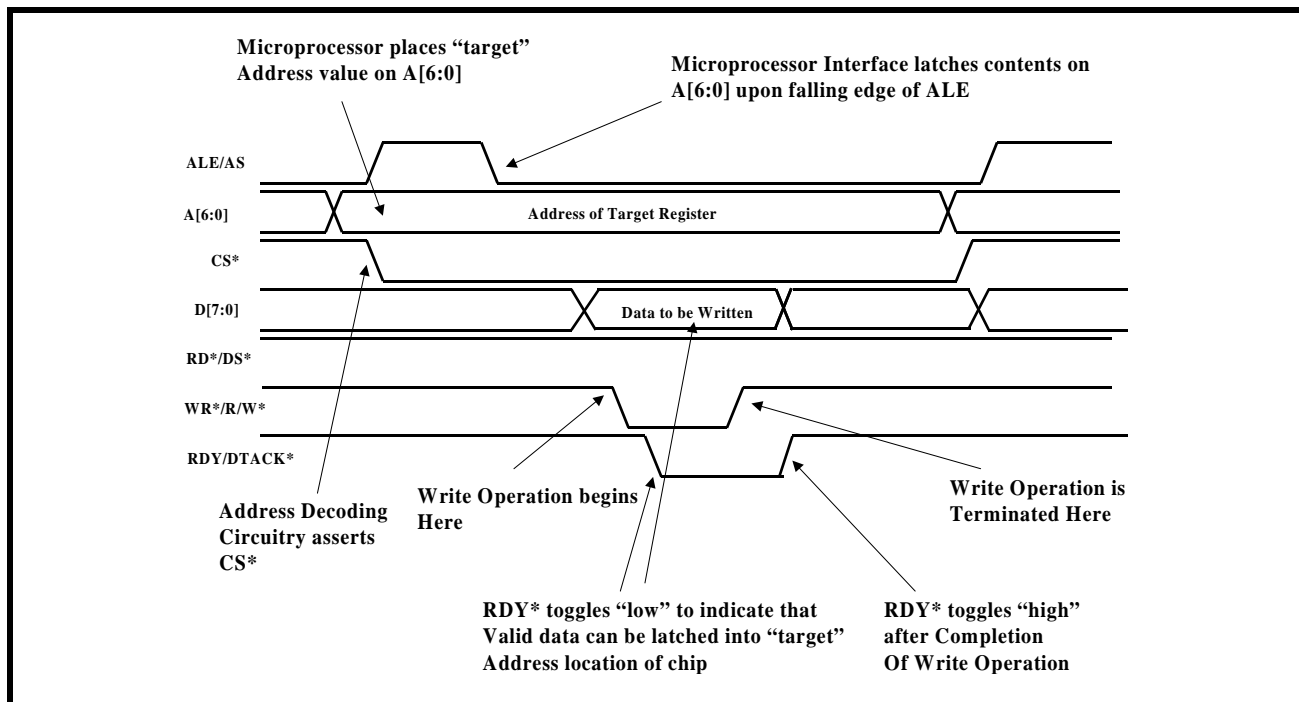 Microprocessor places “target”
Address value on A[6:0]
Microprocessor Interface latches contents on
A[6:0] upon falling edge of ALE
ALE/AS
A[6:0]
Address of Target Register
CS*
D[7:0]
Data to be Written
RD*/DS*
WR*/R/W*
RDY/DTACK*
Write Operation begins
Here
Write Operation is
Terminated Here
Address Decoding
Circuitry asserts
CS*
RDY* toggles “low” to indicate that
Valid data can be latched into “target”
Address location of chip
RDY* toggles “high”
after Completion
Of Write Operation